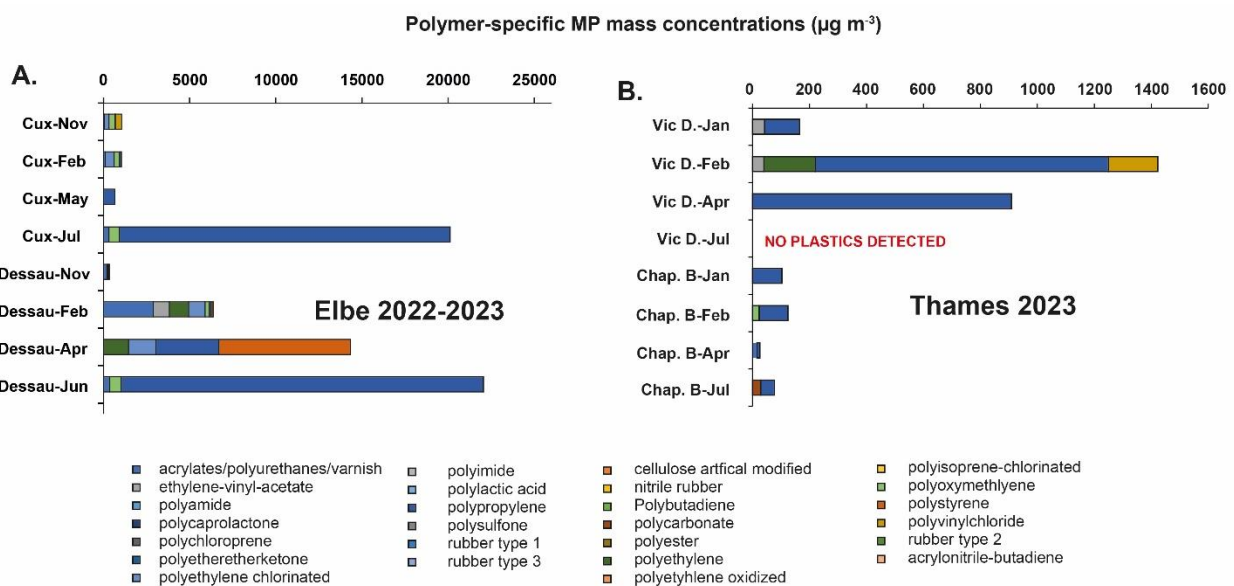 Polymer-specific MP mass concentrations (µg m-3)
A.
0 5000 10000 15000 20000 25000
Cux-Nov
Cux-Feb
Cux-May
Cux-Jul
Dessau-Nov
Dessau-Feb
Dessau-Apr
Dessau-Jun
Elbe 2022-2023
B.
0 200 400 600 800 1000 1200 1400 1600
Vic D.-Jan
Vic D.-Feb
Vic D.-Apr
Vic D.-Jul
NO PLASTICS DETECTED
Chap. B-Jan
Chap. B-Feb
Chap. B-Apr
Chap. B-Jul
Thames 2023
acrylates/polyurethanes/varnish
ethylene-vinyl-acetate
polyamide
polycaprolactone
polychloroprene
polyetheretherketone
polyethylene chlorinated
polyimide
polylactic acid
polypropylene
polysulfone
rubber type 1
rubber type 3
cellulose artfical modified
nitrile rubber
Polybutadiene
polycarbonate
polyester
polyethylene
polyetyhlene oxidized
polyisoprene-chlorinated
polyoxymethlyene
polystyrene
polyvinylchloride
rubber type 2
acrylonitrile-butadiene